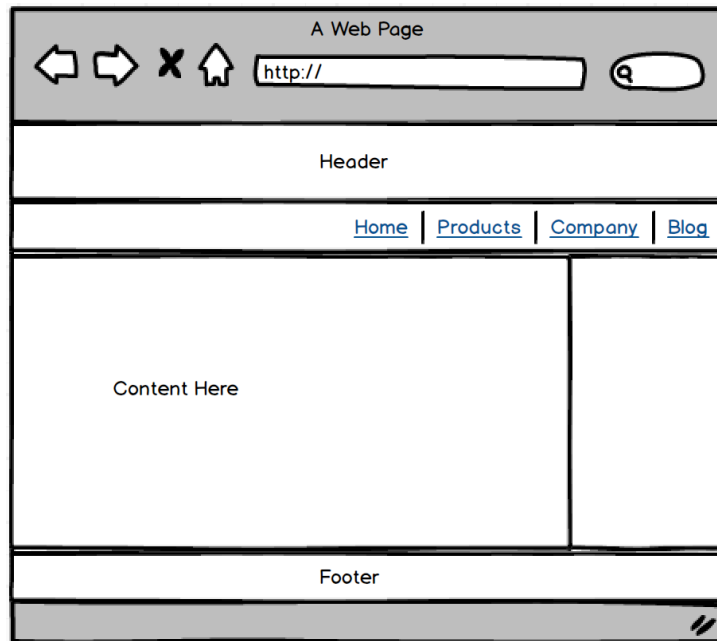 A Web Page
http://
Header
Home | Products | Company | Blog
Content Here
Footer